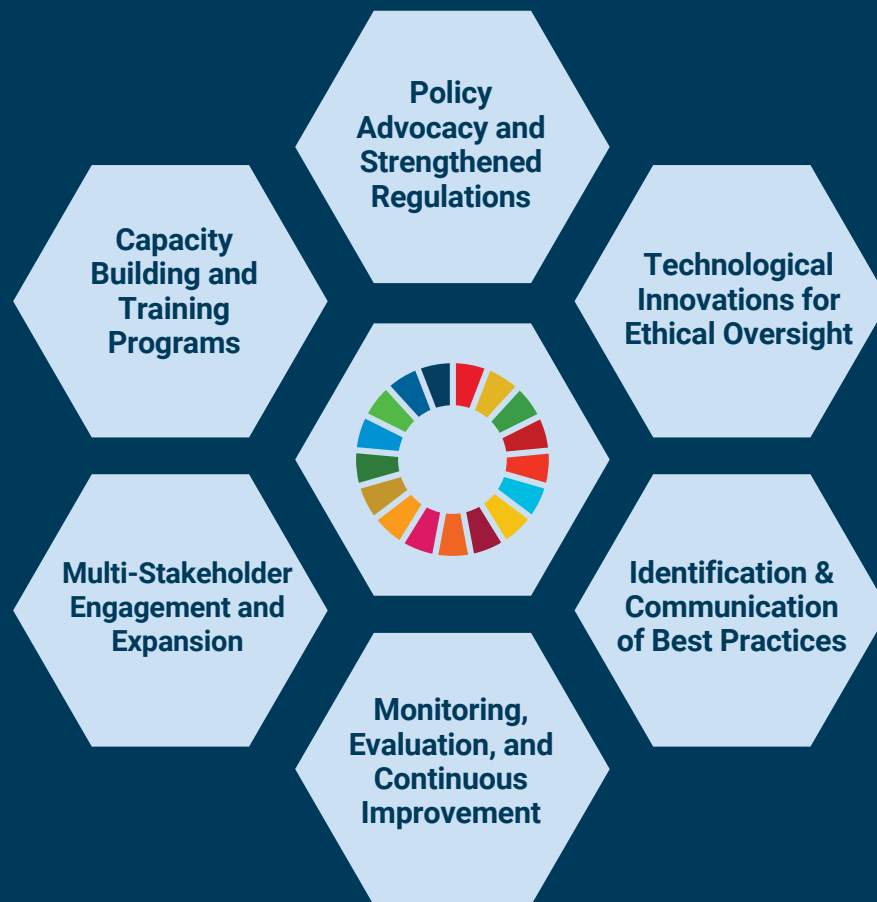 Policy
Advocacy and
Strengthened
Regulations
Capacity
Building and
Training
Programs
Technological
Innovations for
Ethical Oversight
Multi-Stakeholder
Engagement and
Expansion
Identification &
Communication
of Best Practices
Monitoring,
Evaluation, and
Continuous
Improvement